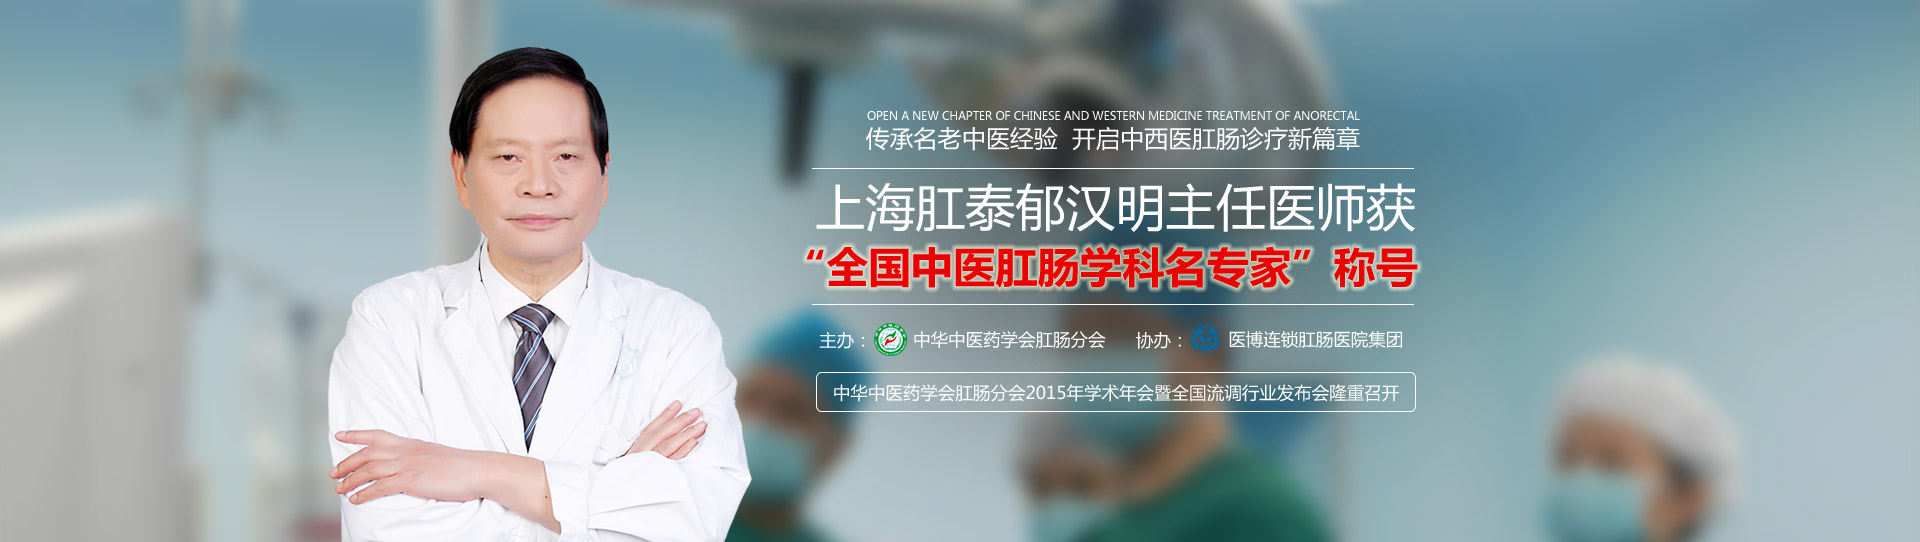 OPEN A NEW CHAPTER OF CHINESE AND WESTERN MEDICINE TREATMENT OF ANORECTAL
传承名老中医经验 开启中西医肛肠诊疗新篇章
上海肛泰郁汉明主任医师获
“全国中医肛肠学科名专家”称号
主办：中华中医药学会肛肠分会 协办：医博连锁肛肠医院集团
中华中医药学会肛肠分会2015年学术年会暨全国流调行业发布会隆重召开